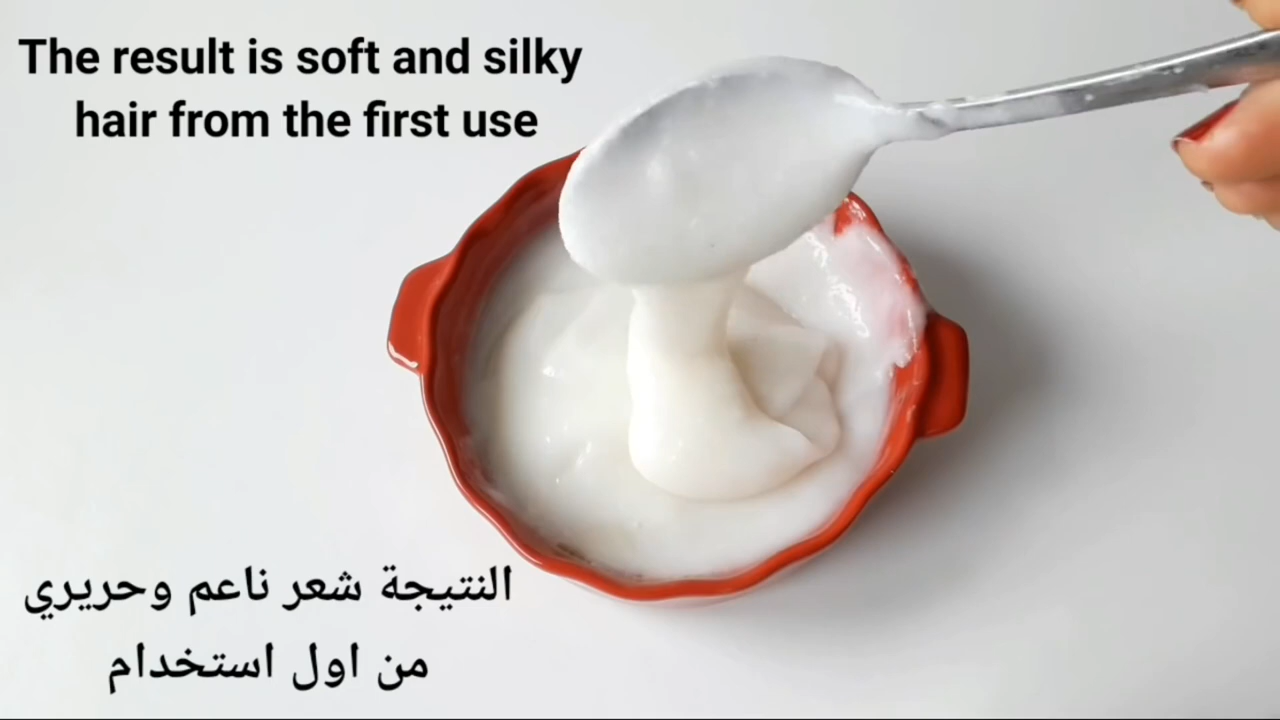 The result is soft and silky
hair from the first use
النتيجة شعر ناعم وحريري
من اول استخدام